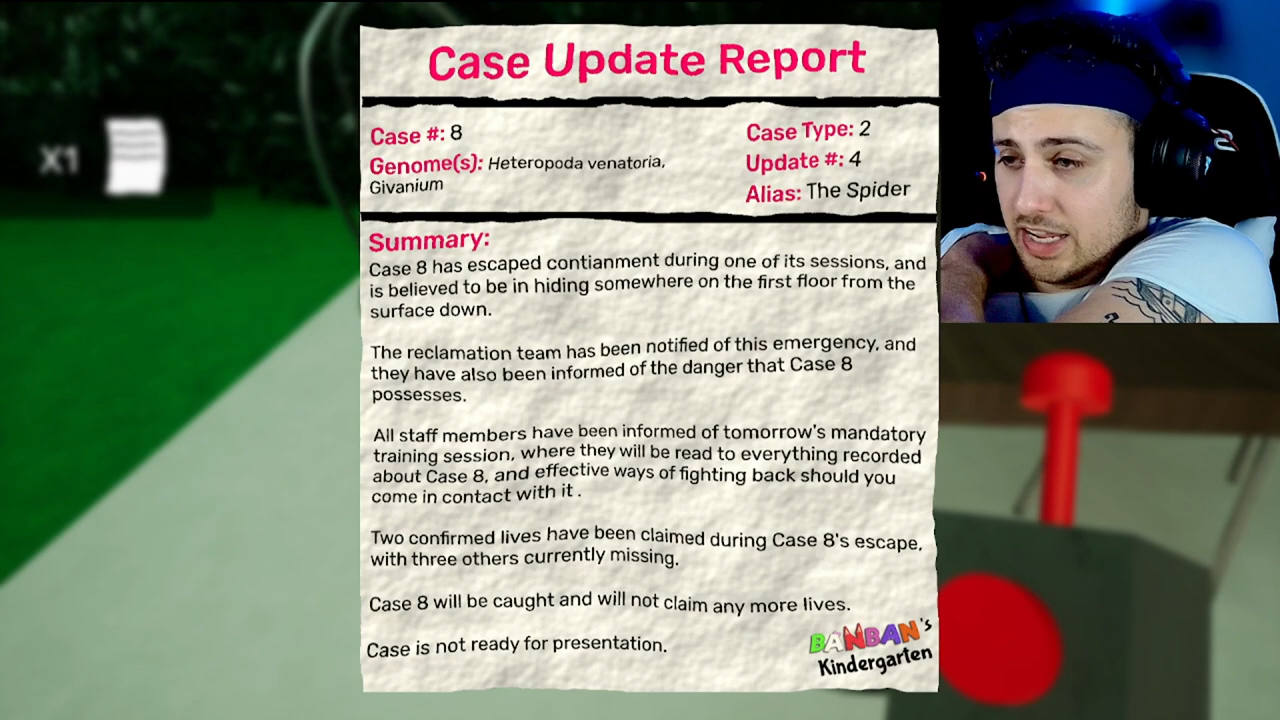 Case Update Report
X1
Case #: 8
Genome(s): Heteropoda venatoria,
Givanium
Case Type: 2
Update #: 4
Alias: The Spider
Summary:
Case 8 has escaped contianment during one of its sessions, and
is believed to be in hiding somewhere on the first floor from the
surface down.
The reclamation team has been notified of this emergency, and
they have also been informed of the danger that Case 8
possesses.
All staff members have been informed of tomorrow's mandatory
training session, where they will be read to everything recorded
about Case 8, and effective ways of fighting back should you
come in contact with it .
Two confirmed lives have been claimed during Case 8's escape,
with three others currently missing.
Case 8 will be caught and will not claim any more lives.
Case is not ready for presentation.
BANBAN's
Kindergarten